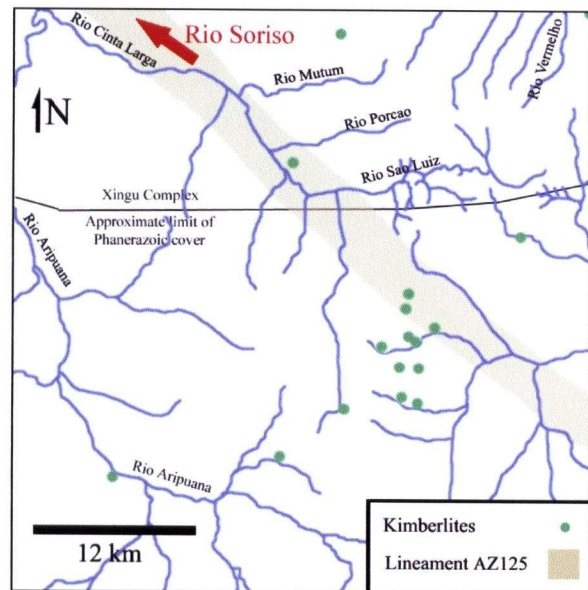 Rio Cinta Larga
Rio Soriso
Rio Mutum
Rio Vermelho
N
Rio Porcao
Rio Sao Luiz
Xingu Complex
Approximate limit of
Phanerazoic cover
Rio Aripuana
Rio Aripuana
12 km
Kimberlites
Lineament AZ125